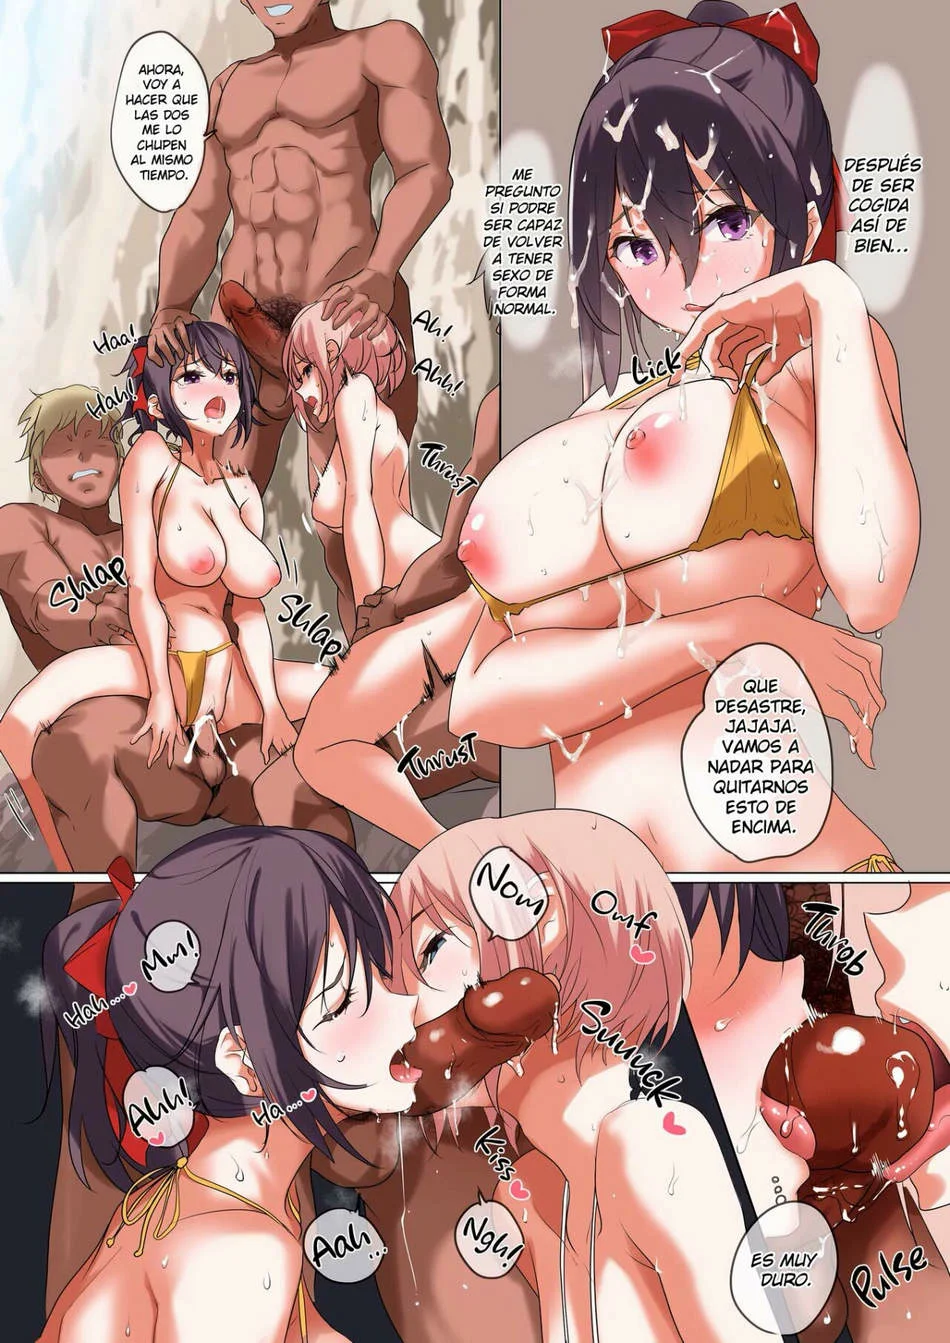 AHORA,
VOY A
HACER QUE
LAS DOS
ME LO
CHUPEN
AL MISMO
TIEMPO.
Haa!
Hah!
Ah!
Ahh!
Thrust
Shlap
Shlap
Thrust
DESPUÉS
DE SER
COGIDA
ASÍ DE
BIEN...
ME
PREGUNTO
SI PODRE
SER CAPAZ
DE VOLVER
A TENER
SEXO DE
FORMA
NORMAL.
Lick
QUE
DESASTRE,
JAJAJA.
VAMOS A
NADAR PARA
QUITARNOS
ESTO DE
ENCIMA.
Nom
Omf
Mm!
Hah...
Suuuck
Ahh!
Ha...
Kiss
Aah...
Ngh!
Throb
...
ES MUY
DURO.
Pulse